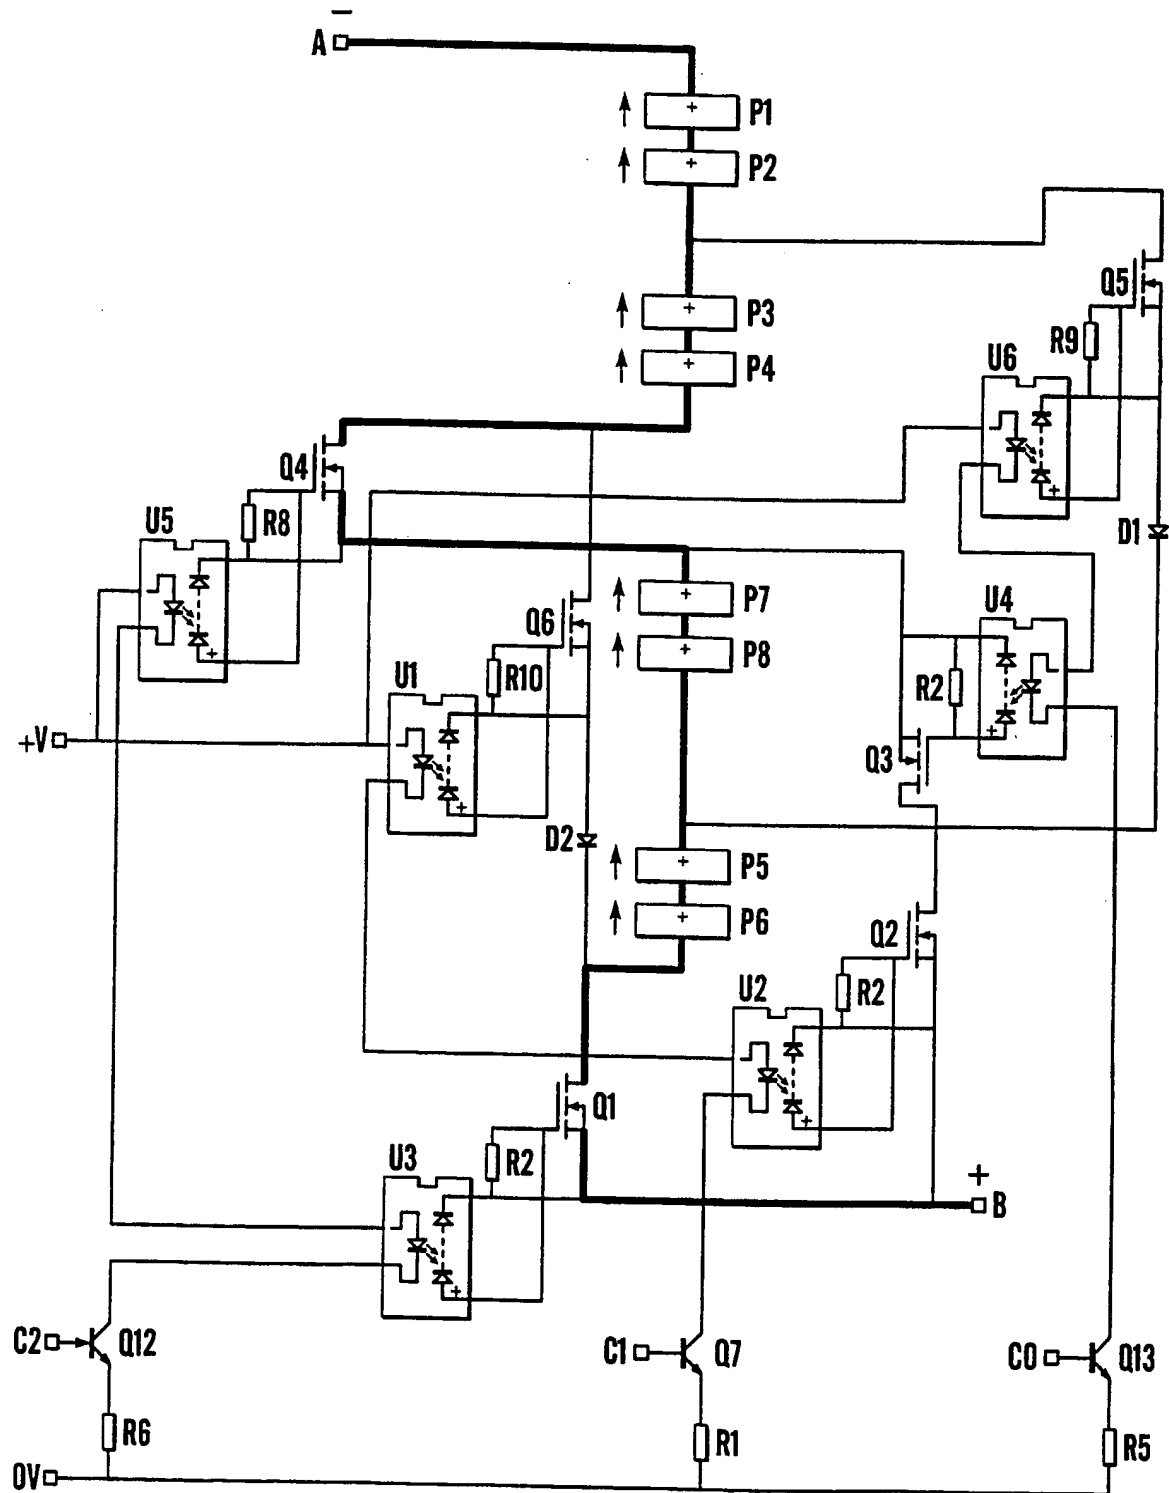 −
A
+ P1
+ P2
Q5
+ P3
R9
U6
+ P4
Q4
R8
U5
+
D1
+ P7
U4
Q6
+ P8
R10
R2
U1
+
+V
+
Q3
+
D2
+ P5
+ P6
Q2
R2
U2
Q1
+
R2
U3
+
B
+
C2 Q12
C1 Q7
C0 Q13
R6
R1
R5
0V